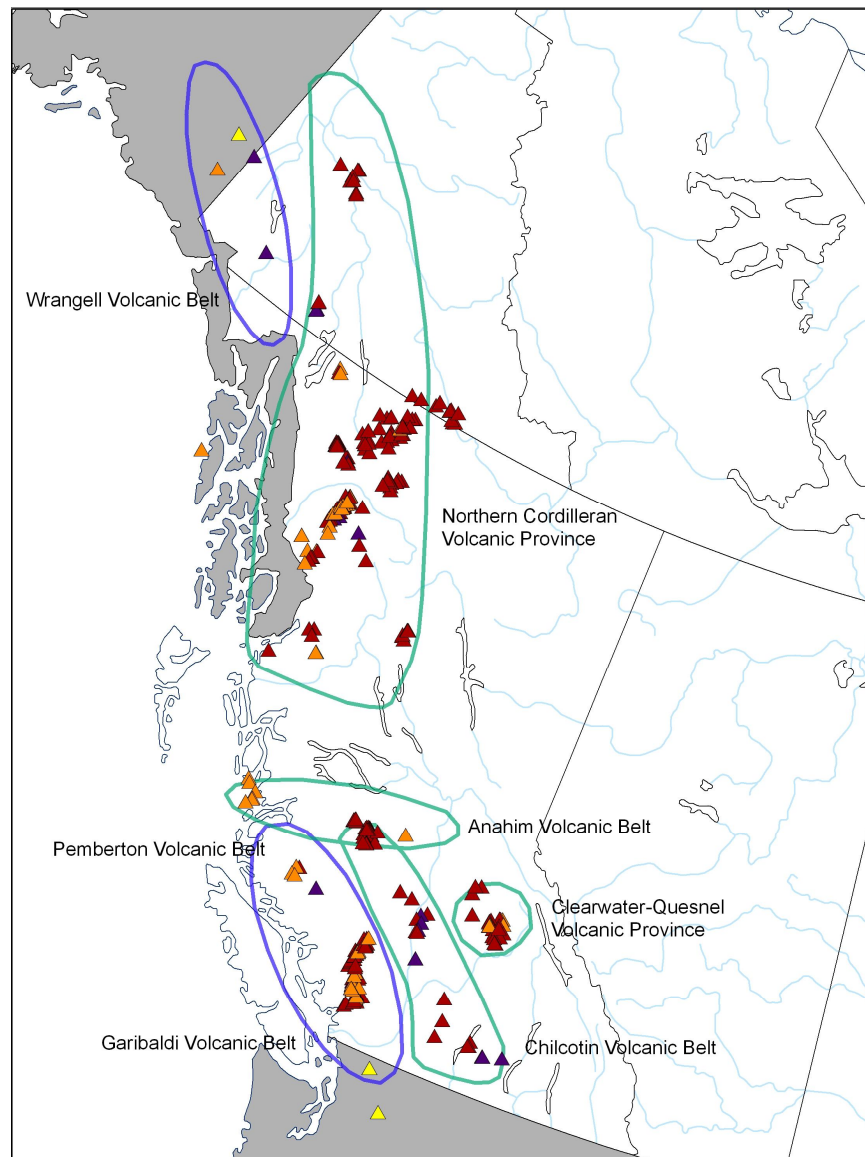 Wrangell Volcanic Belt
Northern Cordilleran
Volcanic Province
Anahim Volcanic Belt
Pemberton Volcanic Belt
Clearwater-Quesnel
Volcanic Province
Garibaldi Volcanic Belt
Chilcotin Volcanic Belt